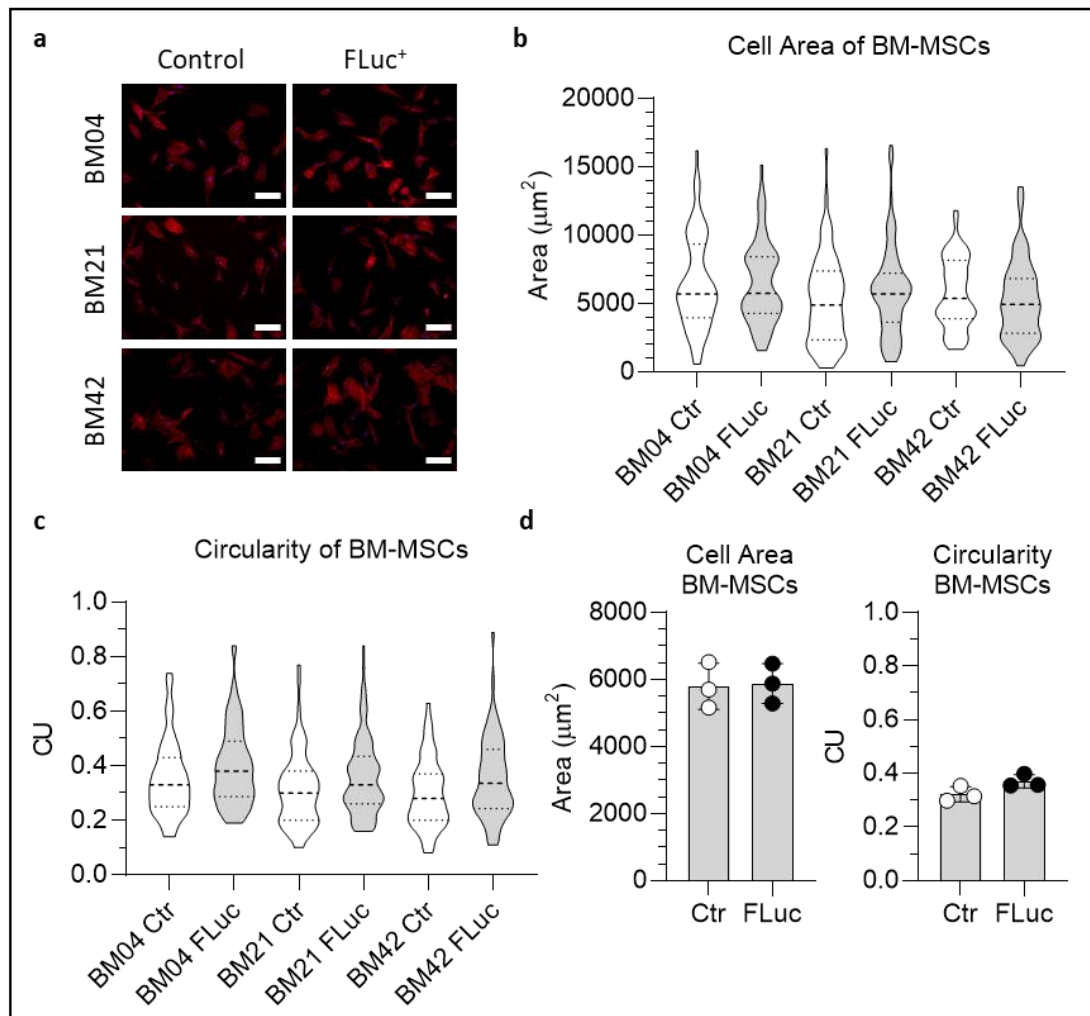 a
Control
FLuc⁺
BM04
BM21
BM42
b
Cell Area of BM-MSCs
Area (μm²)
20000
15000
10000
5000
0
BM04 Ctr
BM04 FLuc
BM21 Ctr
BM21 FLuc
BM42 Ctr
BM42 FLuc
c
Circularity of BM-MSCs
CU
1.0
0.8
0.6
0.4
0.2
0.0
BM04 Ctr
BM04 FLuc
BM21 Ctr
BM21 FLuc
BM42 Ctr
BM42 FLuc
d
Cell Area
BM-MSCs
Area (μm²)
8000
6000
4000
2000
0
Ctr
FLuc
Circularity
BM-MSCs
CU
1.0
0.8
0.6
0.4
0.2
0.0
Ctr
FLuc